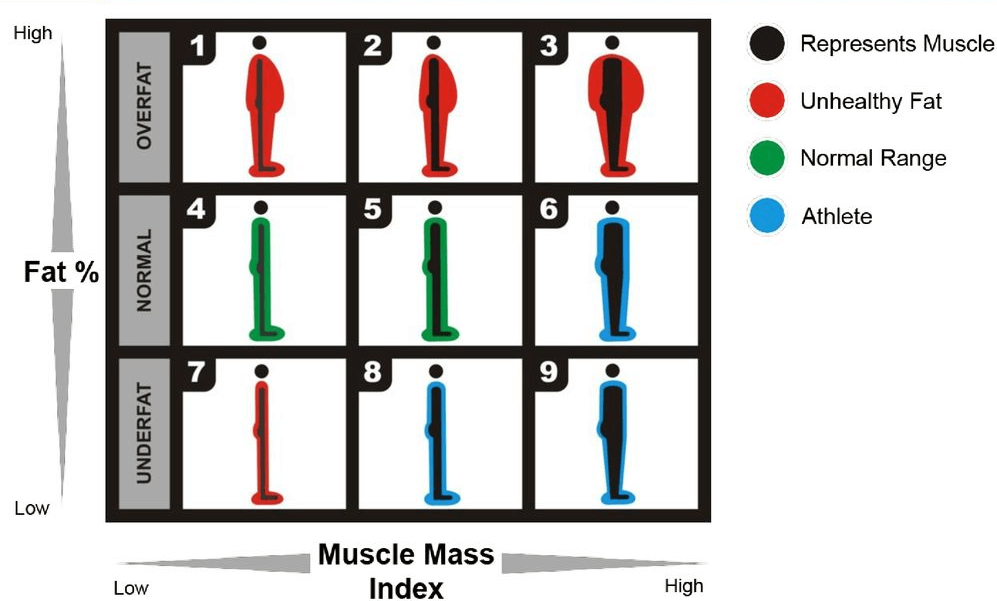 High
Fat %
Low
OVERFAT
1
2
3
NORMAL
4
5
6
UNDERFAT
7
8
9
Low
Muscle Mass
Index
High
Represents Muscle
Unhealthy Fat
Normal Range
Athlete